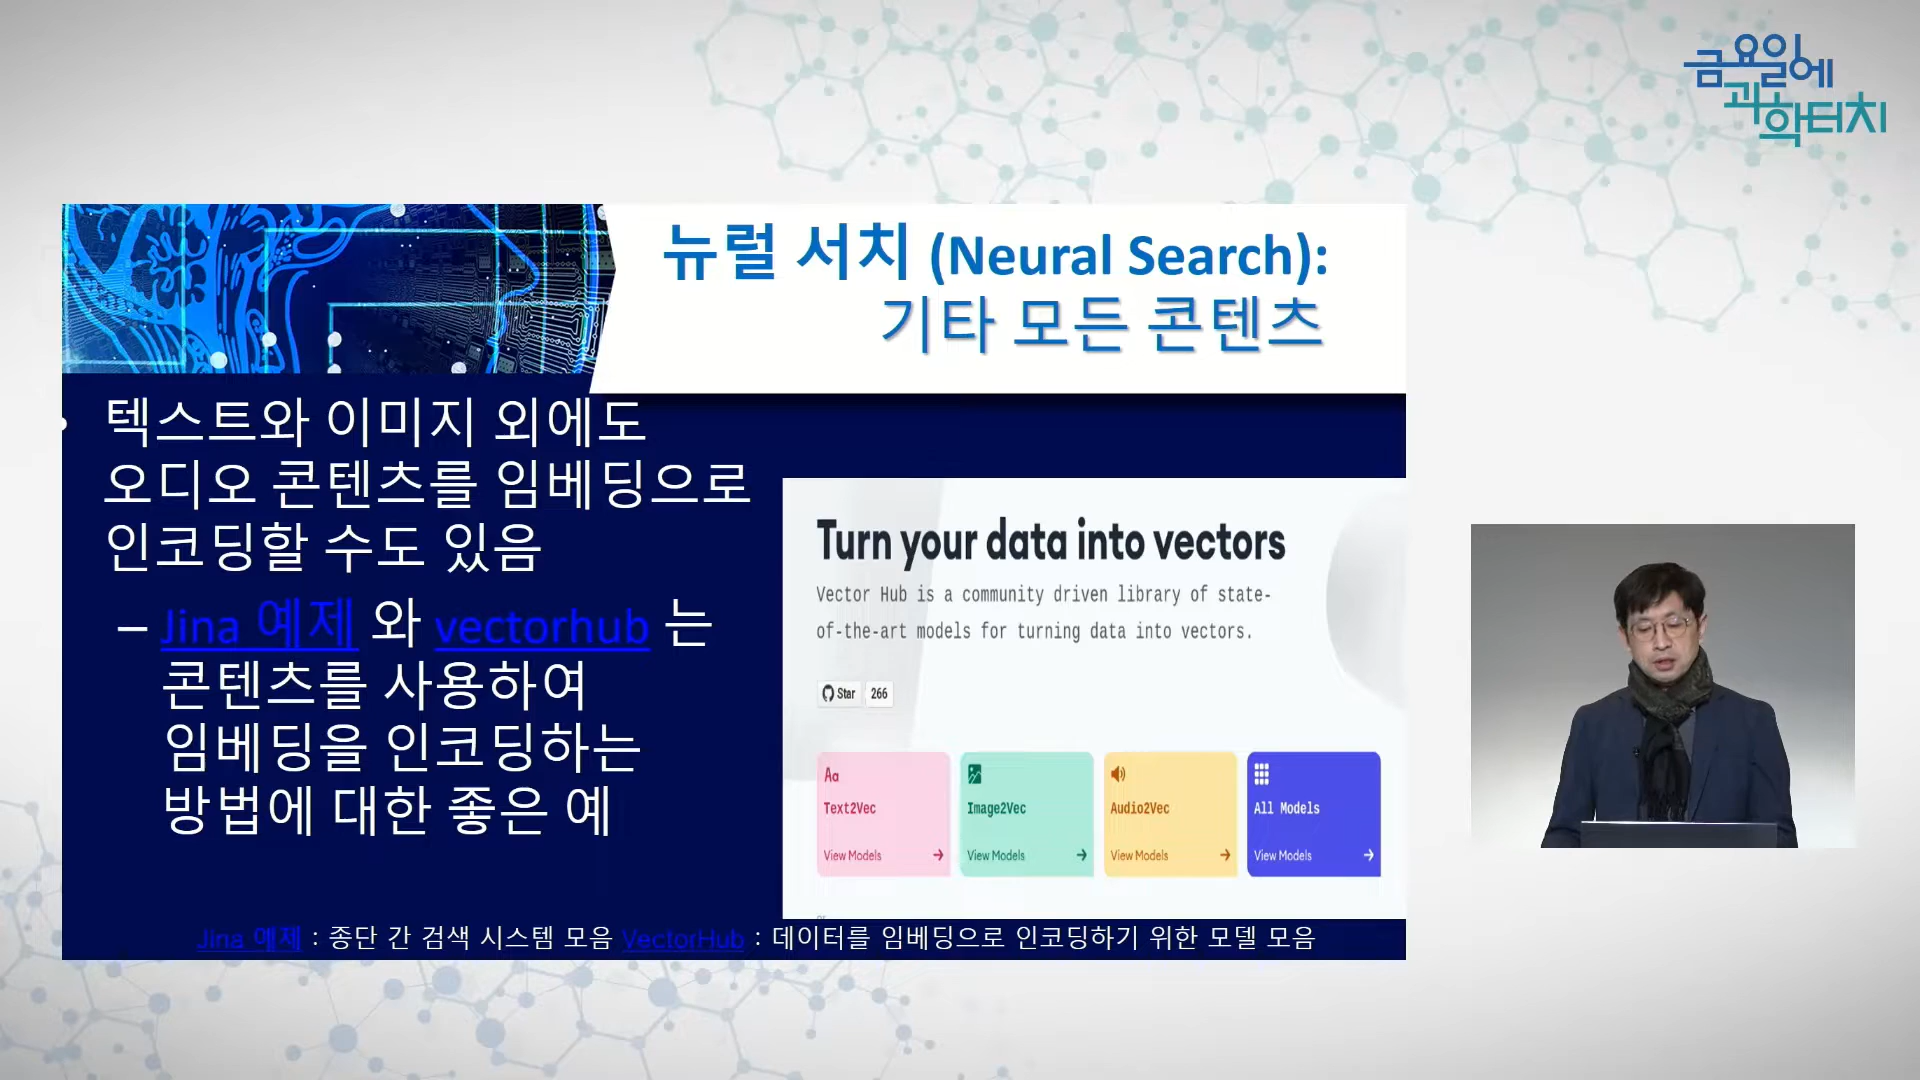 금요일에
과학터치
뉴럴 서치 (Neural Search):
기타 모든 콘텐츠
텍스트와 이미지 외에도
오디오 콘텐츠를 임베딩으로
인코딩할 수도 있음
– Jina 예제 와 vectorhub 는
콘텐츠를 사용하여
임베딩을 인코딩하는
방법에 대한 좋은 예
Turn your data into vectors
Vector Hub is a community driven library of state-
of-the-art models for turning data into vectors.
Star 266
Aa
Text2Vec
View Models
Image2Vec
View Models
Audio2Vec
View Models
All Models
View Models
Jina 예제 : 종단 간 검색 시스템 모음 VectorHub : 데이터를 임베딩으로 인코딩하기 위한 모델 모음